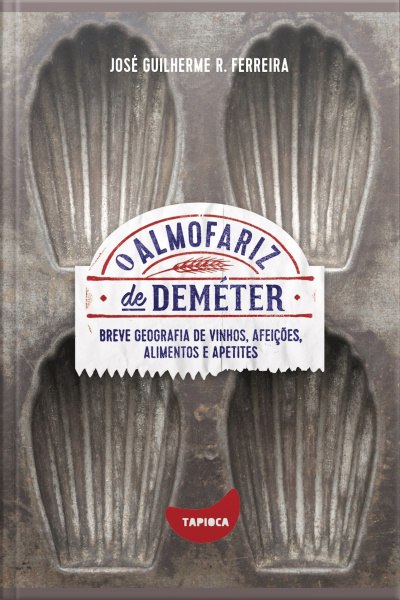 JOSÉ GUILHERME R. FERREIRA
O ALMOFARIZ
de DEMÉTER
BREVE GEOGRAFIA DE VINHOS, AFEIÇÕES,
ALIMENTOS E APETITES
TAPIOCA